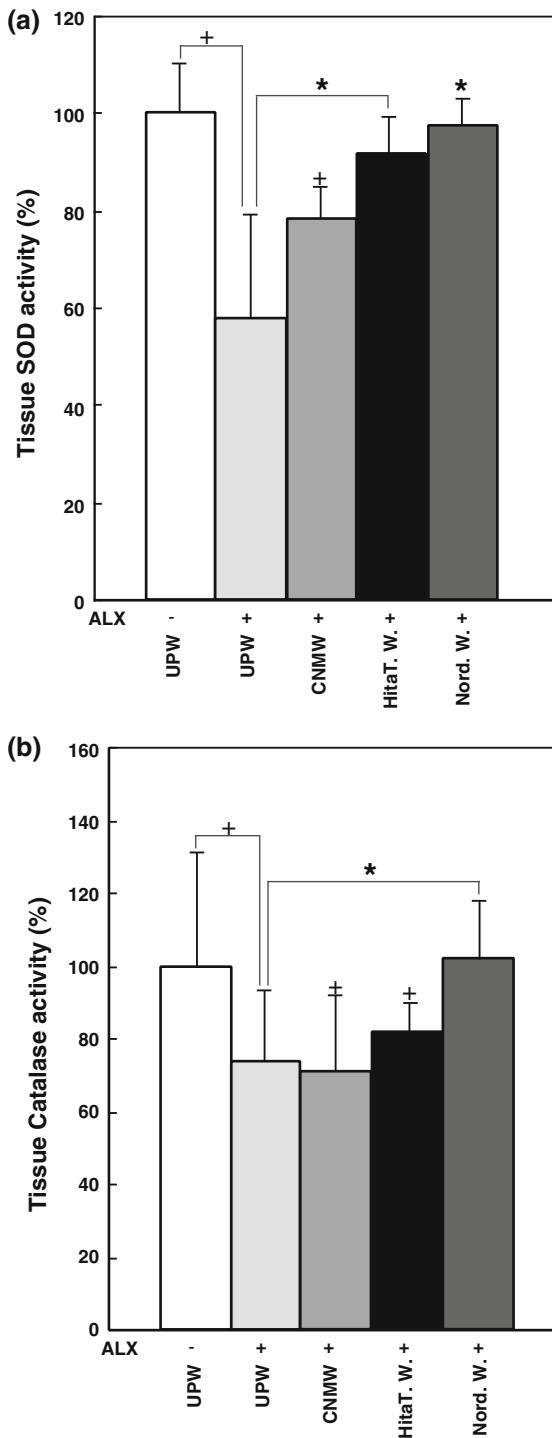 (a)
120
100
80
60
40
20
0
Tissue SOD activity (%)
+
*
+
*
ALX - + + + +
UPW
UPW
CNMW
HitaT. W.
Nord. W.
(b)
160
140
120
100
80
60
40
20
0
Tissue Catalase activity (%)
+
*
+
+
ALX - + + + +
UPW
UPW
CNMW
HitaT. W.
Nord. W.